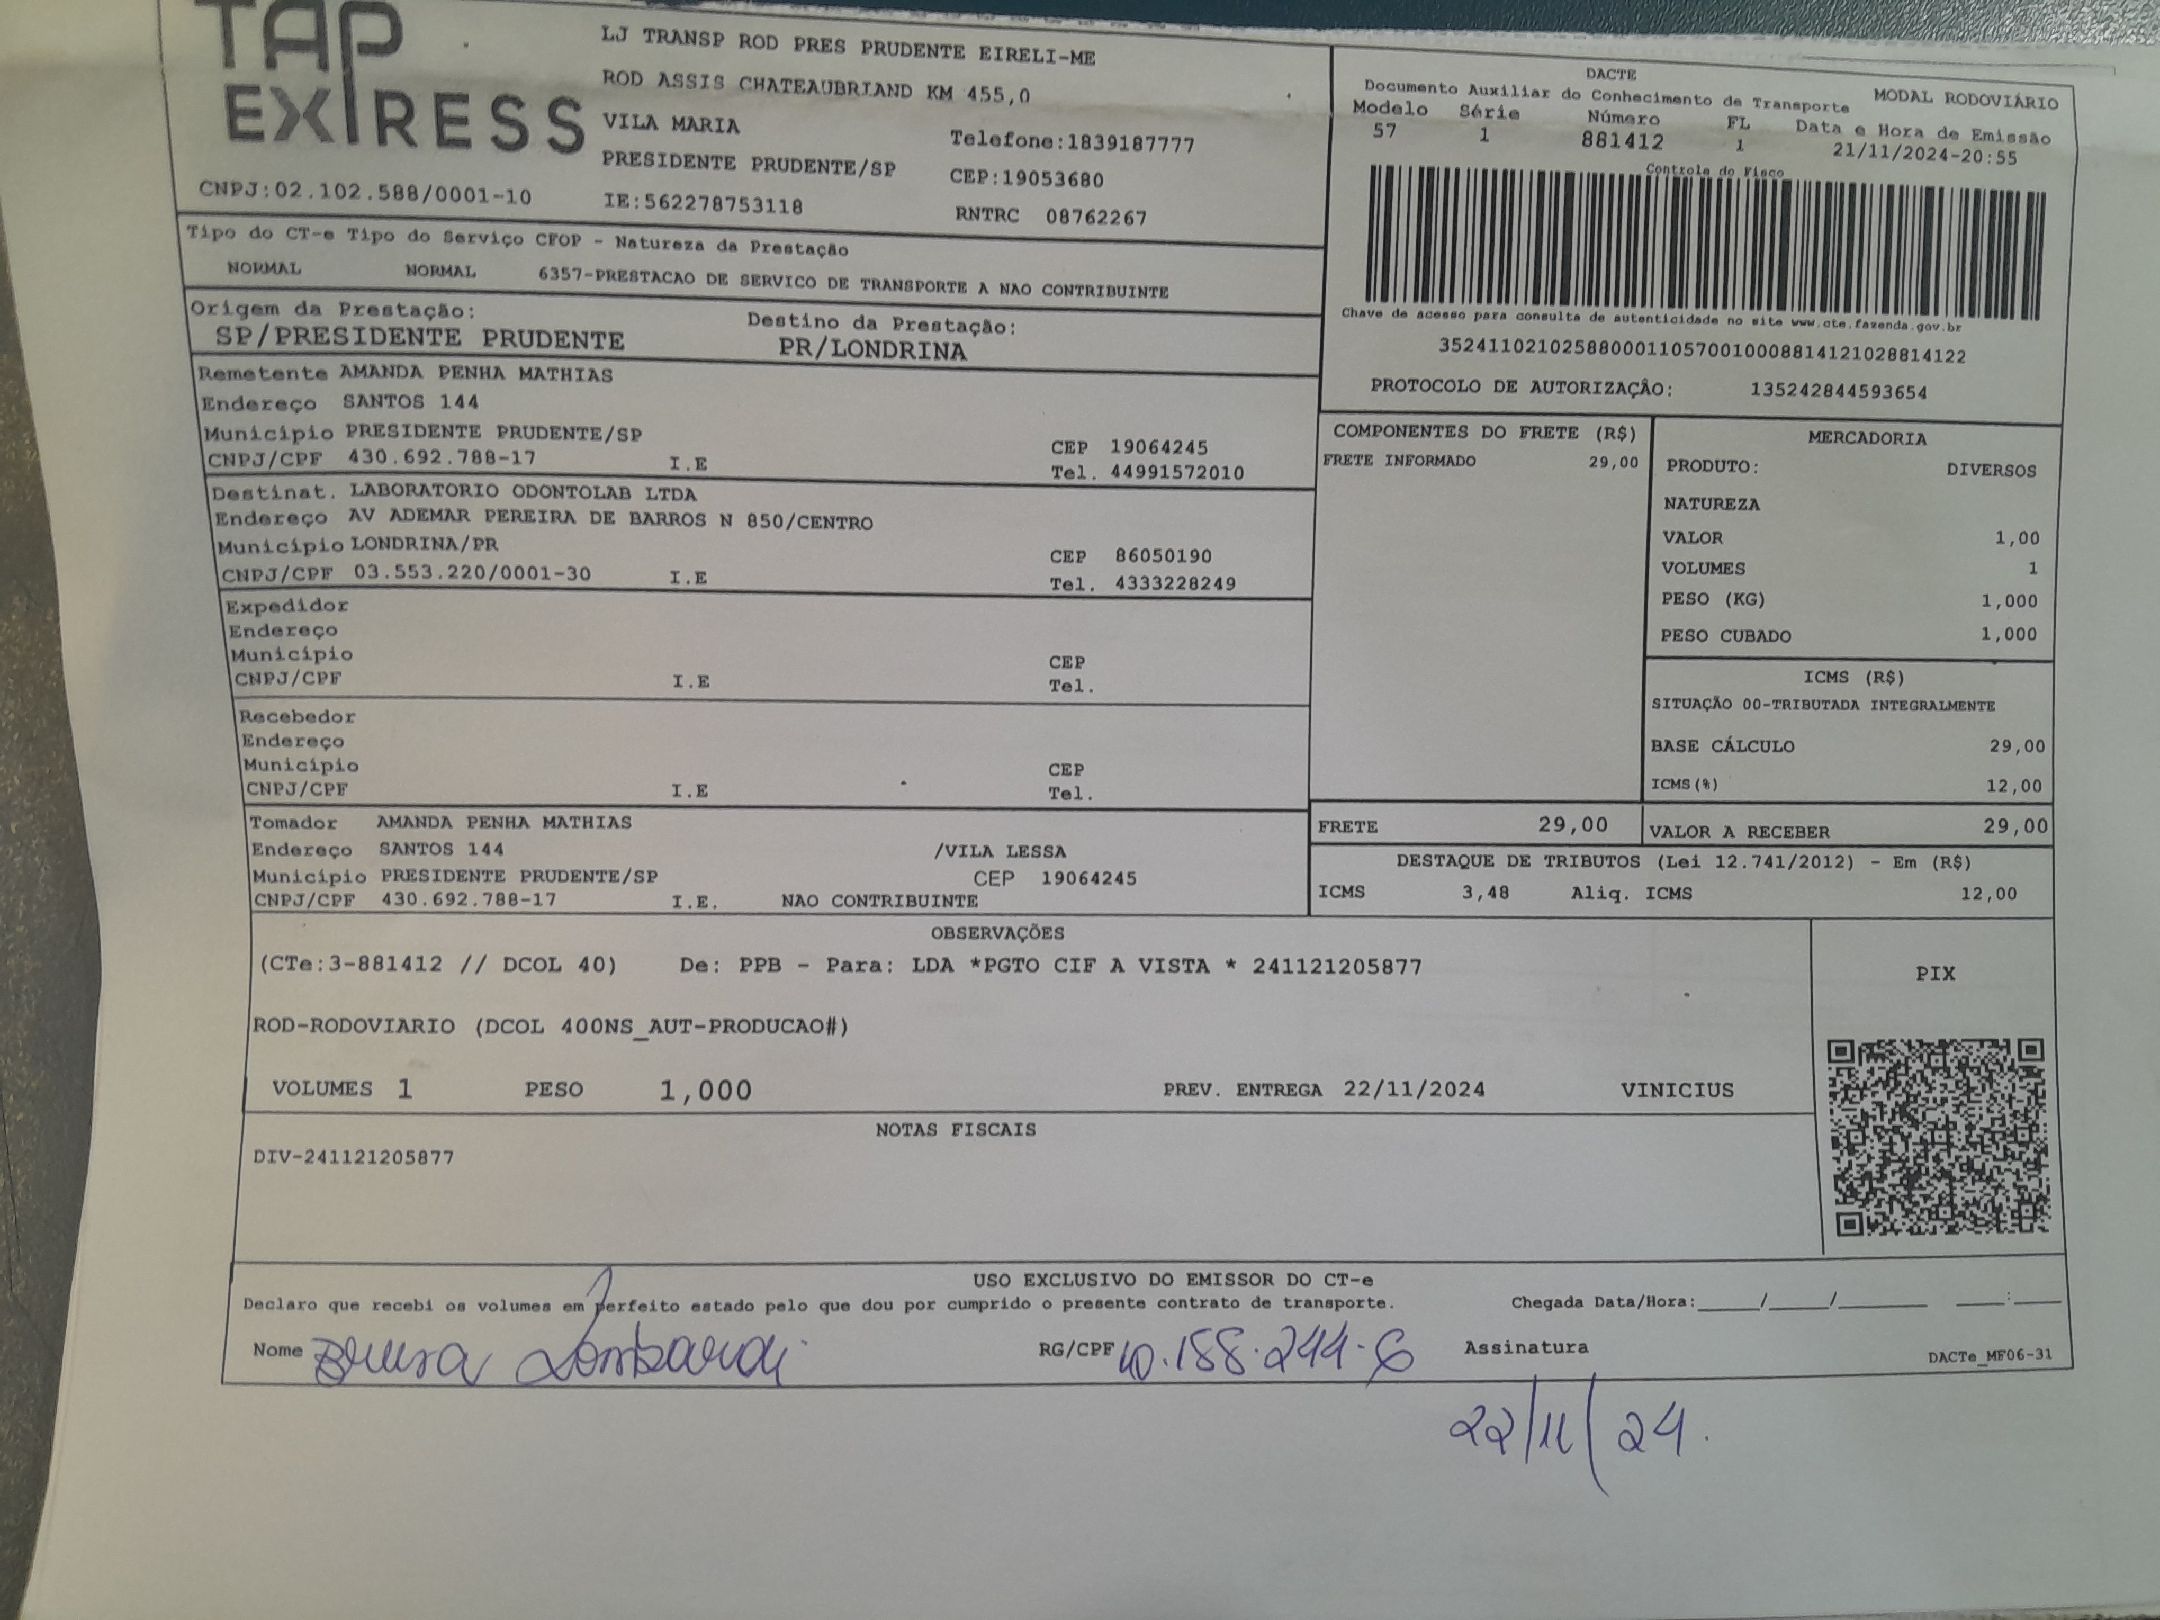 TAP
EXPRESS
CNPJ:02.102.588/0001-10
LJ TRANSP ROD PRES PRUDENTE EIRELI-ME
ROD ASSIS CHATEAUBRIAND KM 455,0
VILA MARIA
Telefone:1839187777
PRESIDENTE PRUDENTE/SP
CEP:19053680
IE:562278753118
RNTRC 08762267
DACTE
Documento Auxiliar do Conhecimento de Transporte
MODAL RODOVIÁRIO
Modelo Série Número FL Data e Hora de Emissão
57 1 881412 1 21/11/2024-20:55
Controle do Fisco
Chave de acesso para consulta de autenticidade no site www.cte.fazenda.gov.br
35241102102588000110570010008814121028814122
PROTOCOLO DE AUTORIZAÇÃO: 135242844593654
Tipo do CT-e Tipo do Serviço CFOP - Natureza da Prestação
NORMAL NORMAL 6357-PRESTACAO DE SERVICO DE TRANSPORTE A NAO CONTRIBUINTE
Origem da Prestação:
SP/PRESIDENTE PRUDENTE
Destino da Prestação:
PR/LONDRINA
Remetente AMANDA PENHA MATHIAS
Endereço SANTOS 144
Município PRESIDENTE PRUDENTE/SP CEP 19064245
CNPJ/CPF 430.692.788-17 I.E Tel. 44991572010
Destinat. LABORATORIO ODONTOLAB LTDA
Endereço AV ADEMAR PEREIRA DE BARROS N 850/CENTRO
Município LONDRINA/PR CEP 86050190
CNPJ/CPF 03.553.220/0001-30 I.E Tel. 4333228249
Expedidor
Endereço
Município CEP
CNPJ/CPF I.E Tel.
Recebedor
Endereço
Município CEP
CNPJ/CPF I.E Tel.
Tomador AMANDA PENHA MATHIAS
Endereço SANTOS 144 /VILA LESSA
Município PRESIDENTE PRUDENTE/SP CEP 19064245
CNPJ/CPF 430.692.788-17 I.E. NAO CONTRIBUINTE
COMPONENTES DO FRETE (R$)
FRETE INFORMADO 29,00
MERCADORIA
PRODUTO: DIVERSOS
NATUREZA
VALOR 1,00
VOLUMES 1
PESO (KG) 1,000
PESO CUBADO 1,000
ICMS (R$)
SITUAÇÃO 00-TRIBUTADA INTEGRALMENTE
BASE CÁLCULO 29,00
ICMS(%) 12,00
FRETE 29,00 VALOR A RECEBER 29,00
DESTAQUE DE TRIBUTOS (Lei 12.741/2012) - Em (R$)
ICMS 3,48 Aliq. ICMS 12,00
OBSERVAÇÕES
(CTe:3-881412 // DCOL 40) De: PPB - Para: LDA *PGTO CIF A VISTA * 241121205877
ROD-RODOVIARIO (DCOL 400NS_AUT-PRODUCAO#)
VOLUMES 1 PESO 1,000 PREV. ENTREGA 22/11/2024 VINICIUS
PIX
NOTAS FISCAIS
DIV-241121205877
USO EXCLUSIVO DO EMISSOR DO CT-e
Declaro que recebi os volumes em perfeito estado pelo que dou por cumprido o presente contrato de transporte. Chegada Data/Hora:____/____/______ ___:___
Nome Bruna Lombardi RG/CPF 10.188.244-6 Assinatura
DACTe_MF06-31
22/11/24.